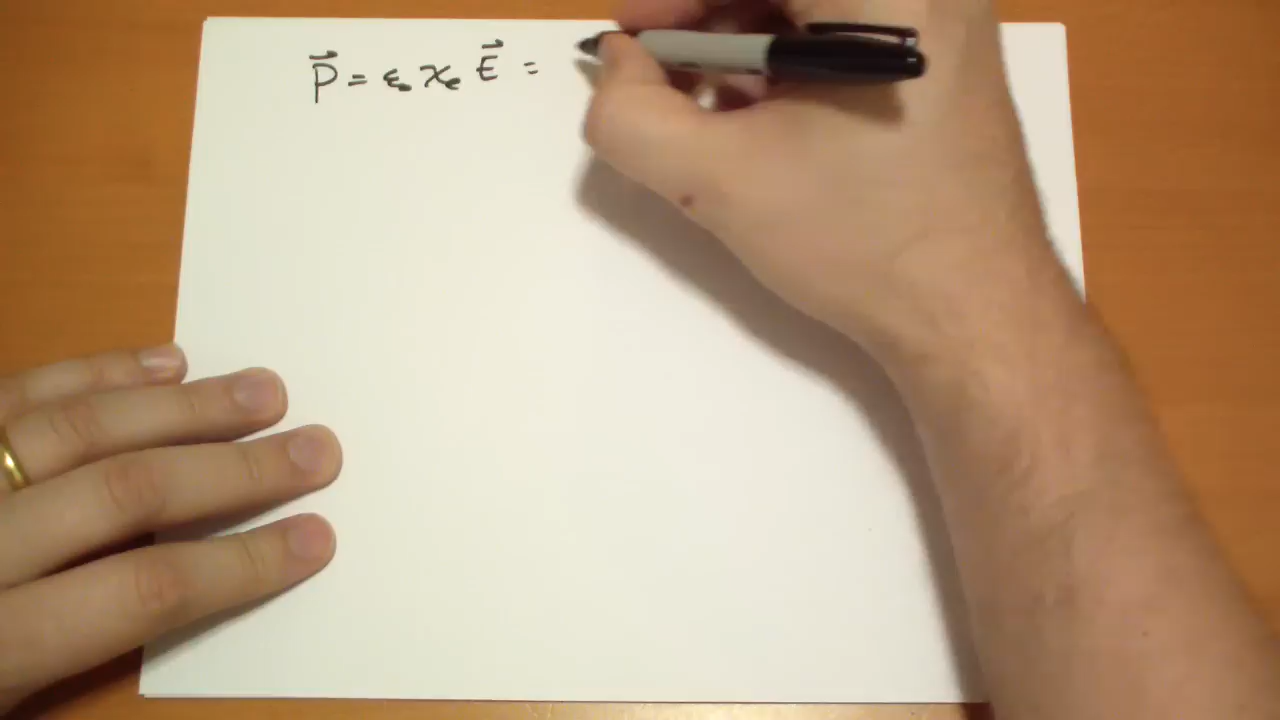 P⃗ = ε₀ χₑ E⃗ =